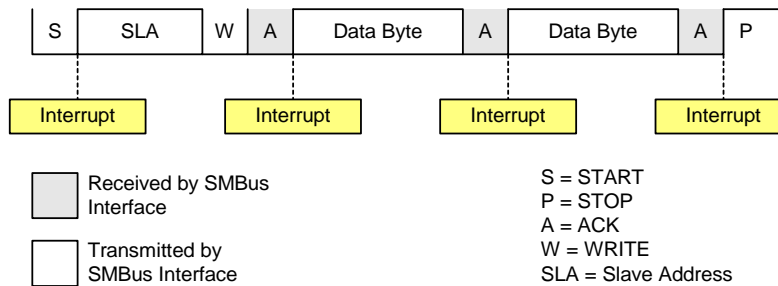 S SLA W A Data Byte A Data Byte A P
Interrupt Interrupt Interrupt Interrupt
Received by SMBus
Interface
Transmitted by
SMBus Interface
S = START
P = STOP
A = ACK
W = WRITE
SLA = Slave Address